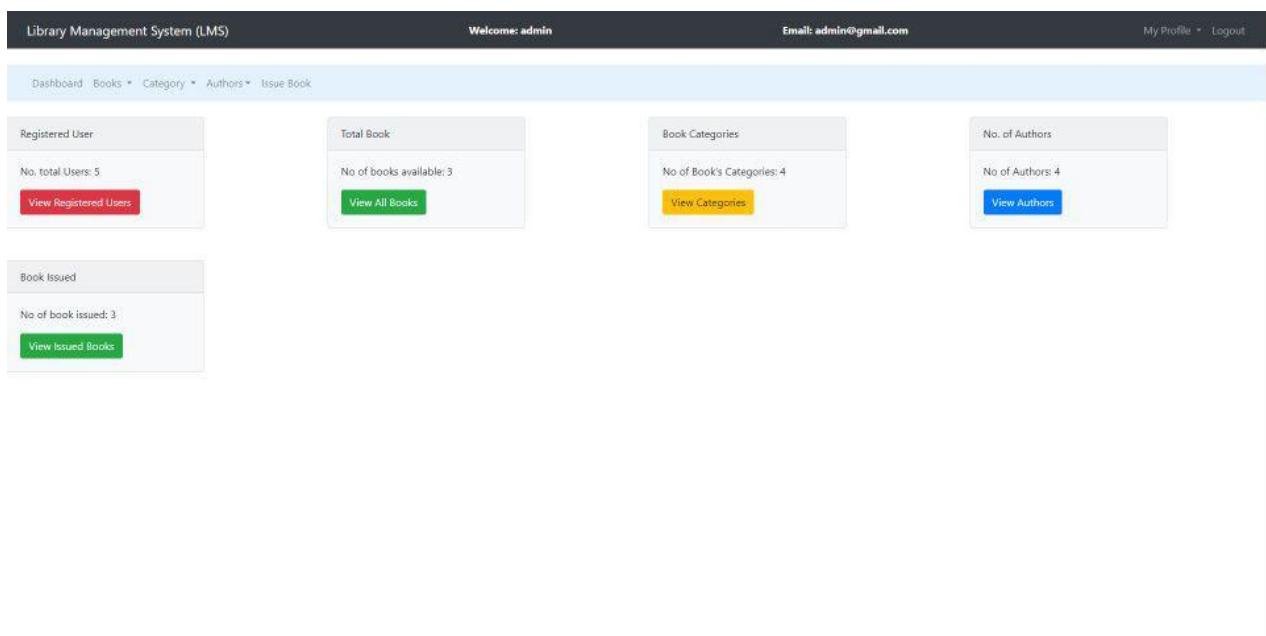 Library Management System (LMS) Welcome: admin Email: admin@gmail.com My Profile Logout
Dashboard Books Category Authors Issue Book
Registered User
No. total Users: 5
View Registered Users
Total Book
No of books available: 3
View All Books
Book Categories
No of Book's Categories: 4
View Categories
No. of Authors
No of Authors: 4
View Authors
Book Issued
No of book issued: 3
View Issued Books